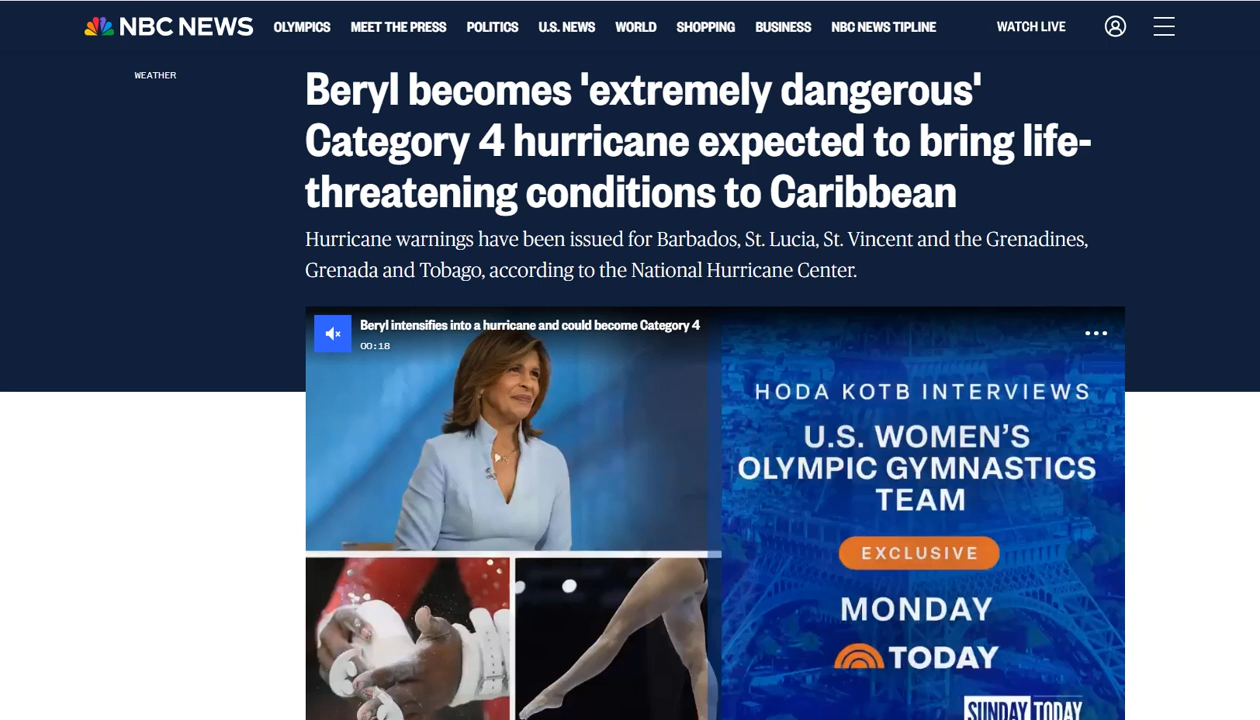 NBC NEWS
OLYMPICS MEET THE PRESS POLITICS U.S. NEWS WORLD SHOPPING BUSINESS NBC NEWS TIPLINE WATCH LIVE
WEATHER
Beryl becomes 'extremely dangerous'
Category 4 hurricane expected to bring life-
threatening conditions to Caribbean
Hurricane warnings have been issued for Barbados, St. Lucia, St. Vincent and the Grenadines,
Grenada and Tobago, according to the National Hurricane Center.
Beryl intensifies into a hurricane and could become Category 4
00:18
HODA KOTB INTERVIEWS
U.S. WOMEN'S
OLYMPIC GYMNASTICS
TEAM
EXCLUSIVE
MONDAY
TODAY
SUNDAY TODAY